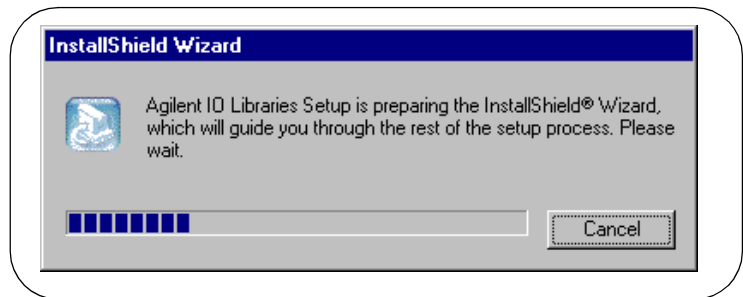 InstallShield Wizard
Agilent IO Libraries Setup is preparing the InstallShield® Wizard,
which will guide you through the rest of the setup process. Please
wait.
Cancel